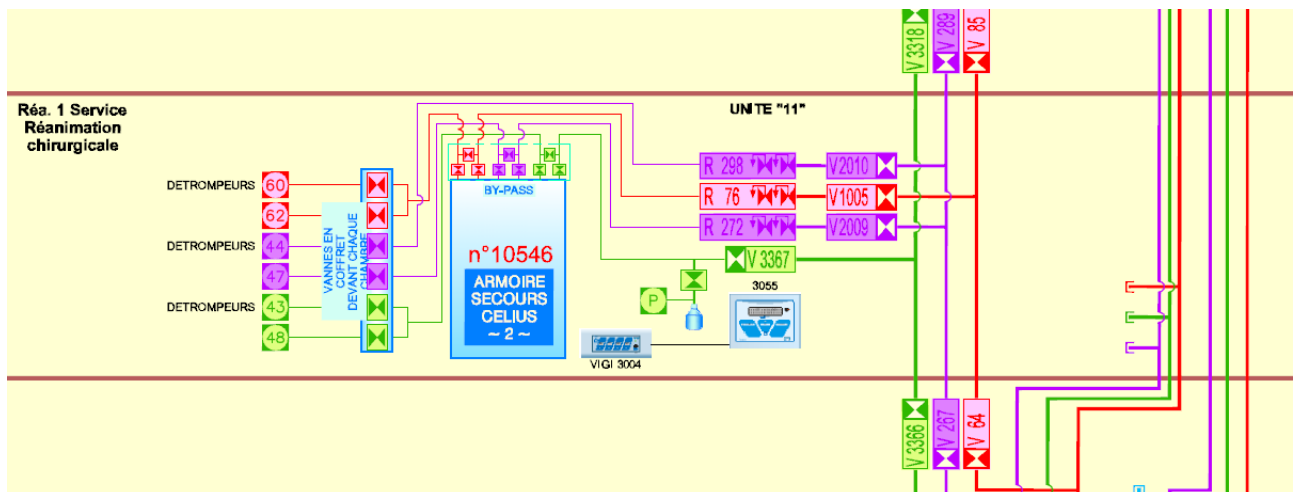 V 3318
V 289
V 85
Réa. 1 Service
Réanimation
chirurgicale
UNITE "11"
DETROMPEURS
60
62
DETROMPEURS
44
47
DETROMPEURS
43
48
VANNES EN
COFFRET
DEVANT CHAQUE
CHAMBRE
BY-PASS
n°10546
ARMOIRE
SECOURS
CELIUS
~ 2 ~
R 298
V2010
R 76
V1005
R 272
V2009
V 3367
P
3055
VIGI 3004
V 3366
V 267
V 64